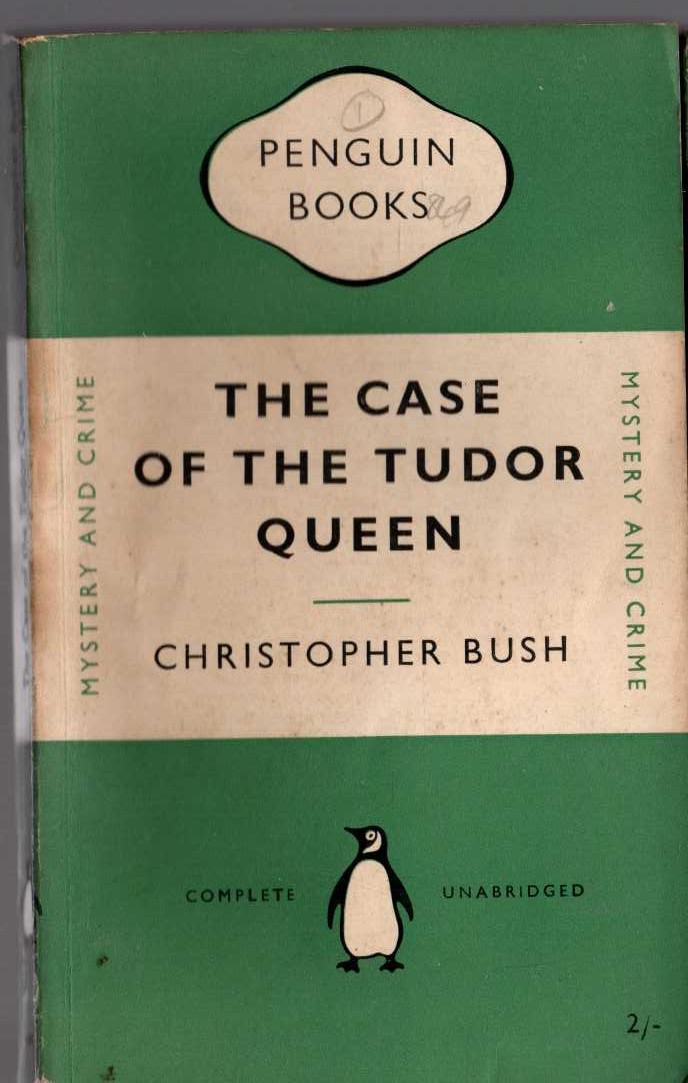 PENGUIN
BOOKS
THE CASE
OF THE TUDOR
QUEEN
CHRISTOPHER BUSH
MYSTERY AND CRIME
MYSTERY AND CRIME
COMPLETE UNABRIDGED
2/-